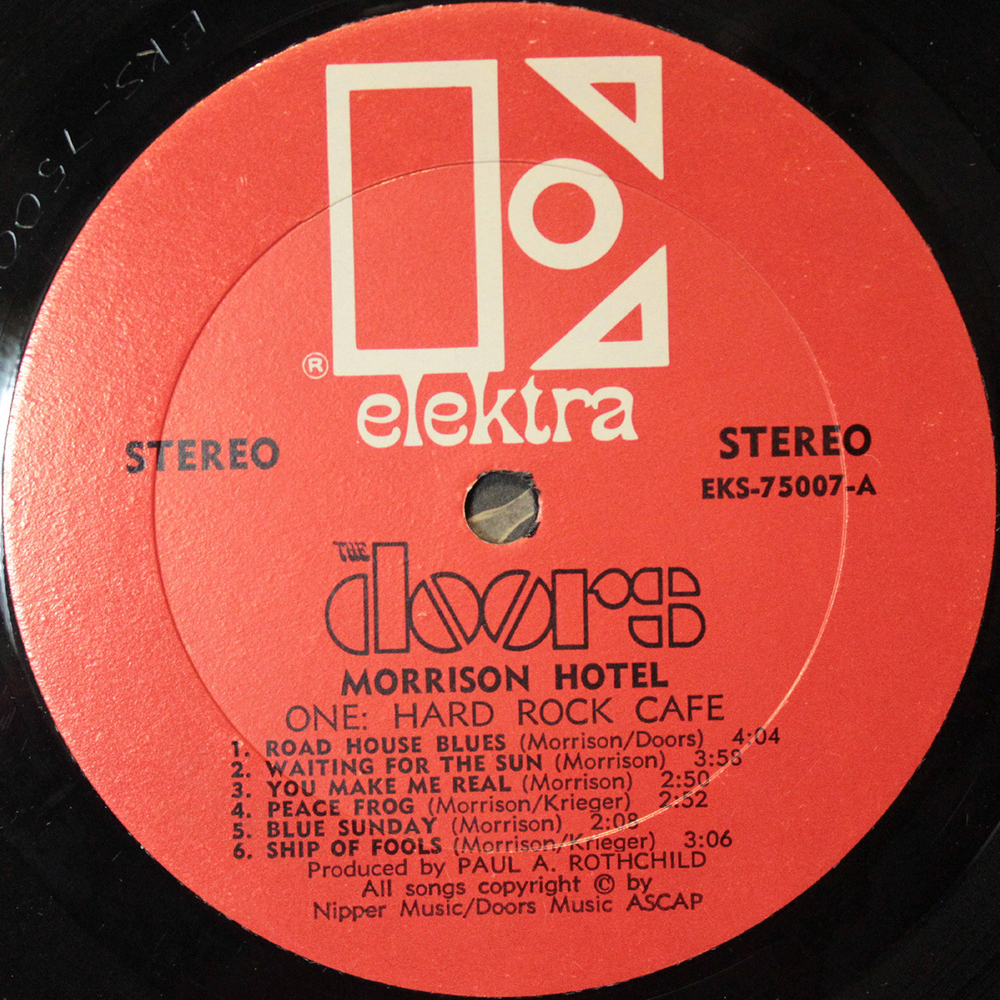 EKS-7500
®
elektra
STEREO
STEREO
EKS-75007-A
THE
doors
MORRISON HOTEL
ONE: HARD ROCK CAFE
1. ROAD HOUSE BLUES (Morrison/Doors) 4:04
2. WAITING FOR THE SUN (Morrison) 3:58
3. YOU MAKE ME REAL (Morrison) 2:50
4. PEACE FROG (Morrison/Krieger) 2:52
5. BLUE SUNDAY (Morrison) 2:08
6. SHIP OF FOOLS (Morrison/Krieger) 3:06
Produced by PAUL A. ROTHCHILD
All songs copyright © by
Nipper Music/Doors Music ASCAP